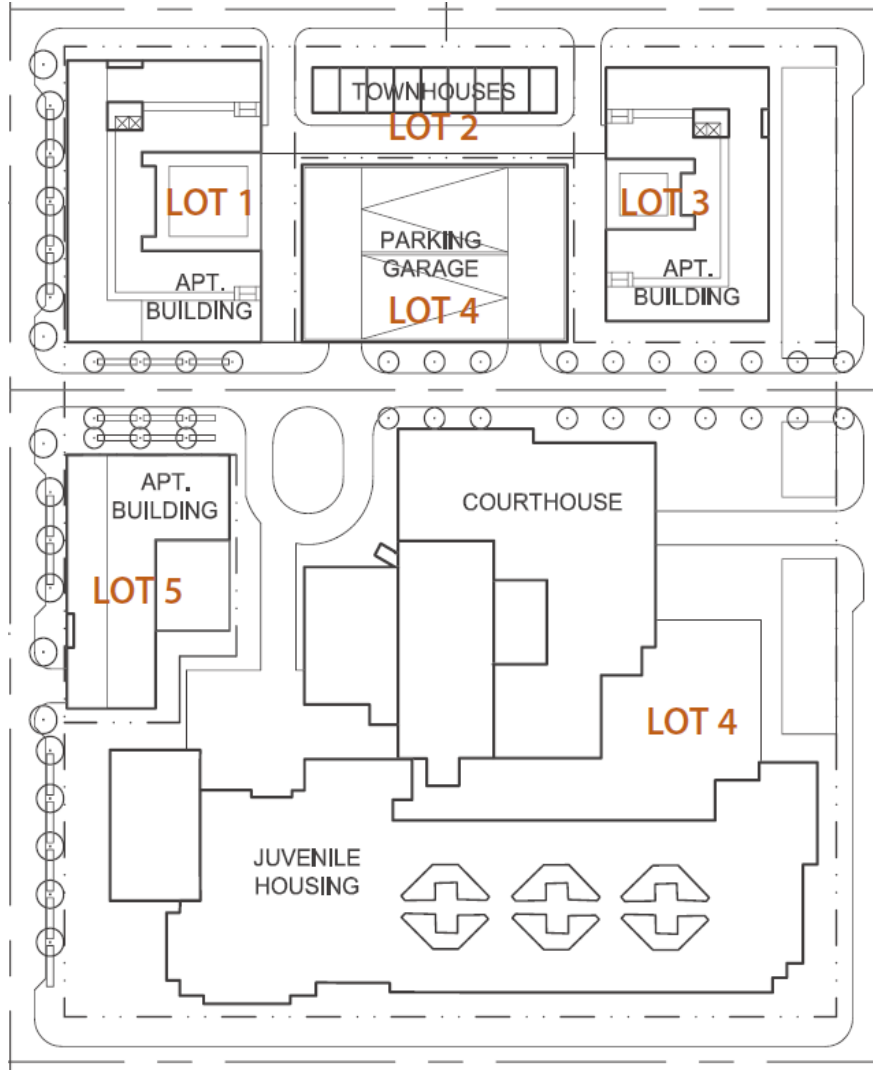 TOWNHOUSES
LOT 2
LOT 1
LOT 3
PARKING
GARAGE
LOT 4
APT.
BUILDING
APT.
BUILDING
APT.
BUILDING
COURTHOUSE
LOT 5
LOT 4
JUVENILE
HOUSING